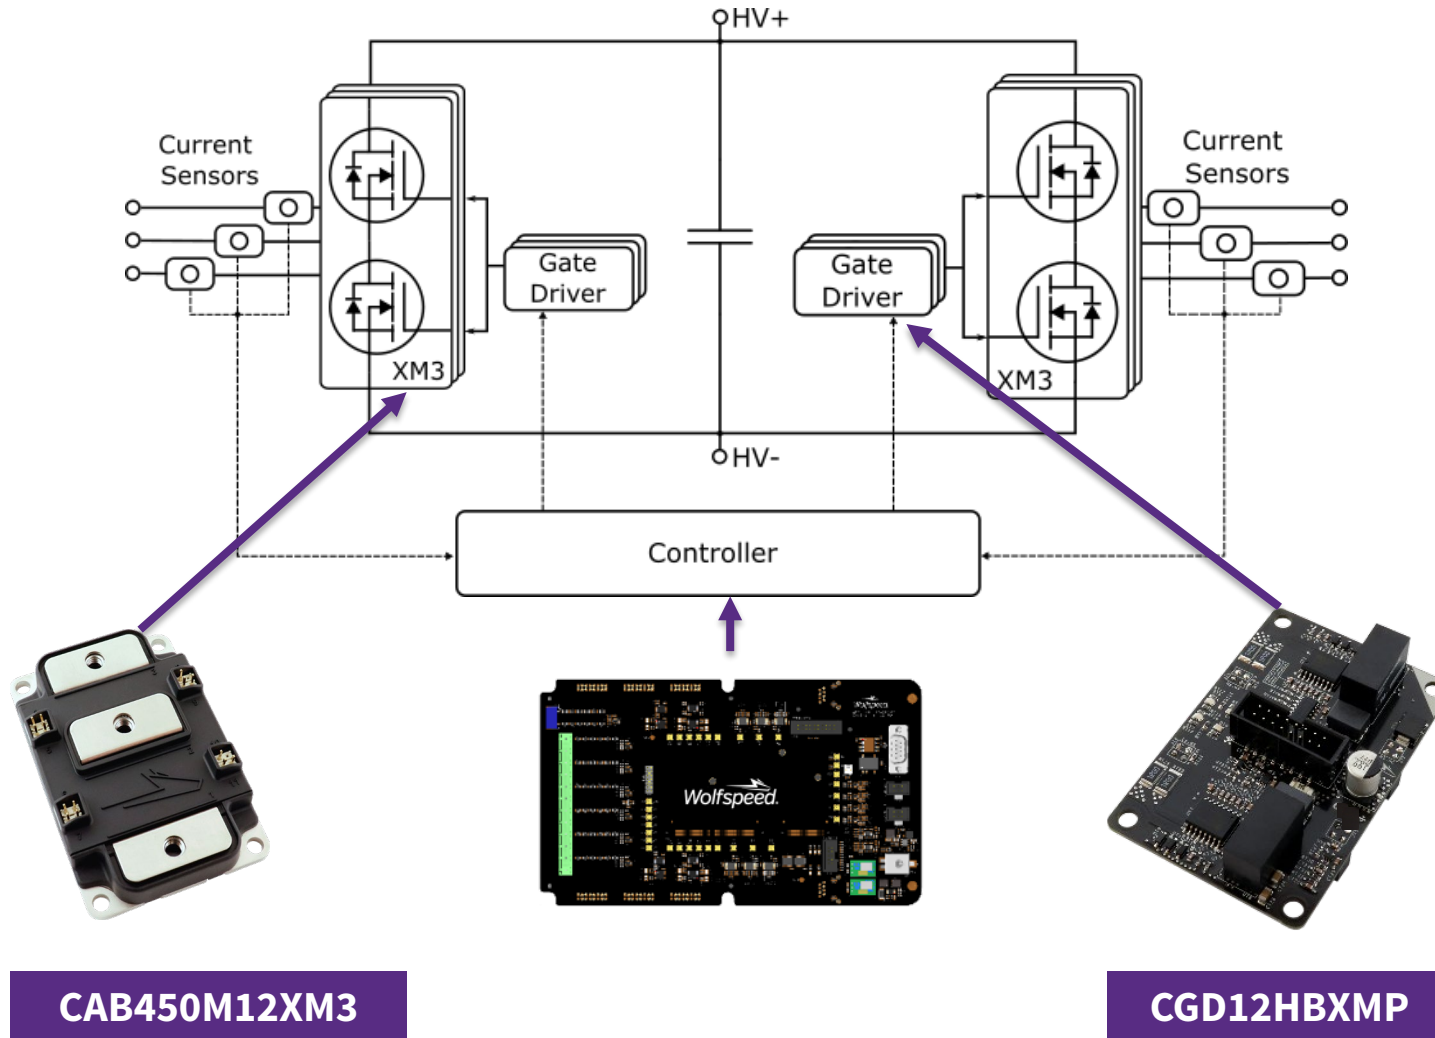 HV+
Current
Sensors
Current
Sensors
Gate
Driver
Gate
Driver
XM3
XM3
HV-
Controller
Wolfspeed.
CAB450M12XM3
CGD12HBXMP